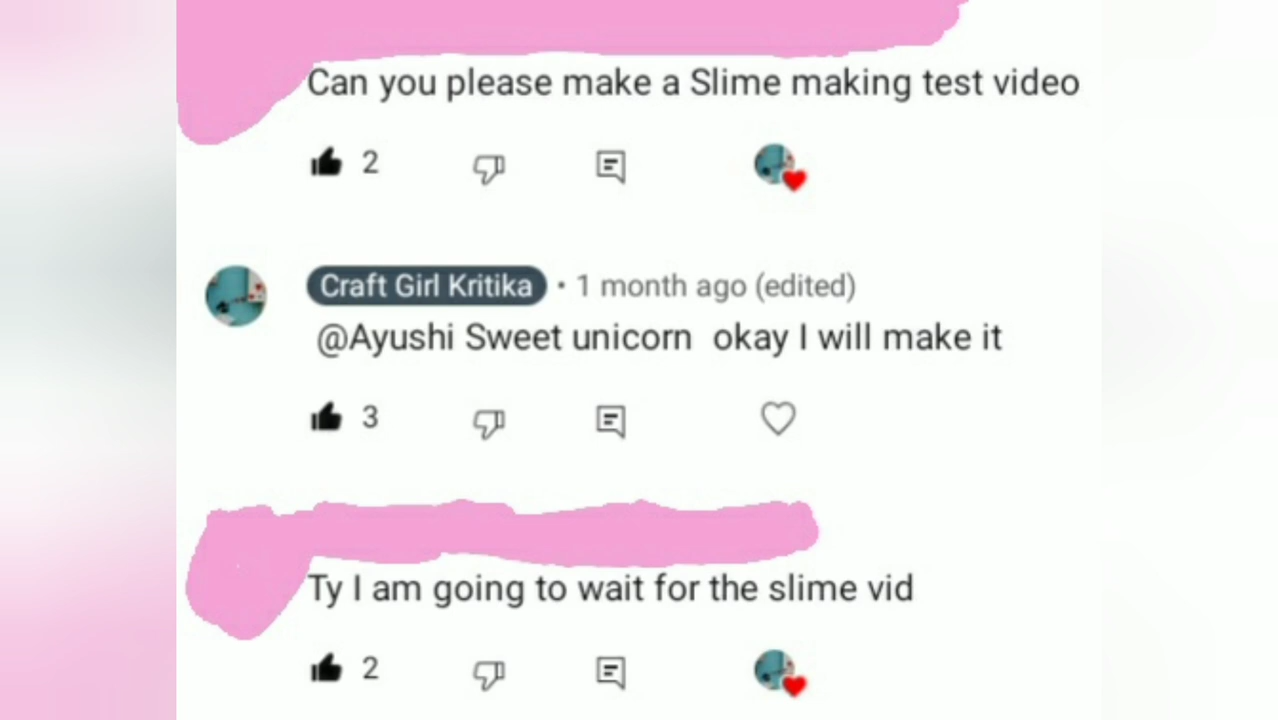 Can you please make a Slime making test video
2
Craft Girl Kritika • 1 month ago (edited)
@Ayushi Sweet unicorn okay I will make it
3
Ty I am going to wait for the slime vid
2